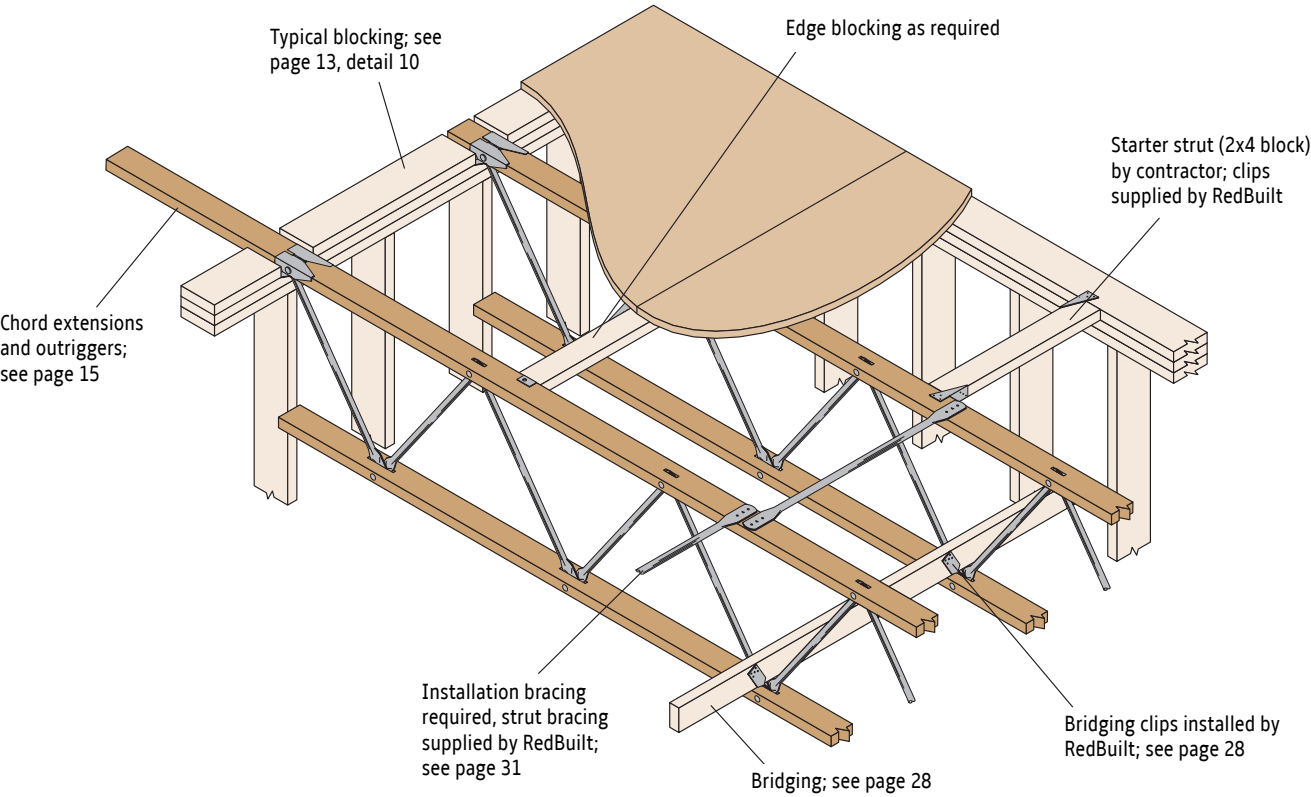 Typical blocking; see
page 13, detail 10
Edge blocking as required
Starter strut (2x4 block)
by contractor; clips
supplied by RedBuilt
Chord extensions
and outriggers;
see page 15
Installation bracing
required, strut bracing
supplied by RedBuilt;
see page 31
Bridging; see page 28
Bridging clips installed by
RedBuilt; see page 28